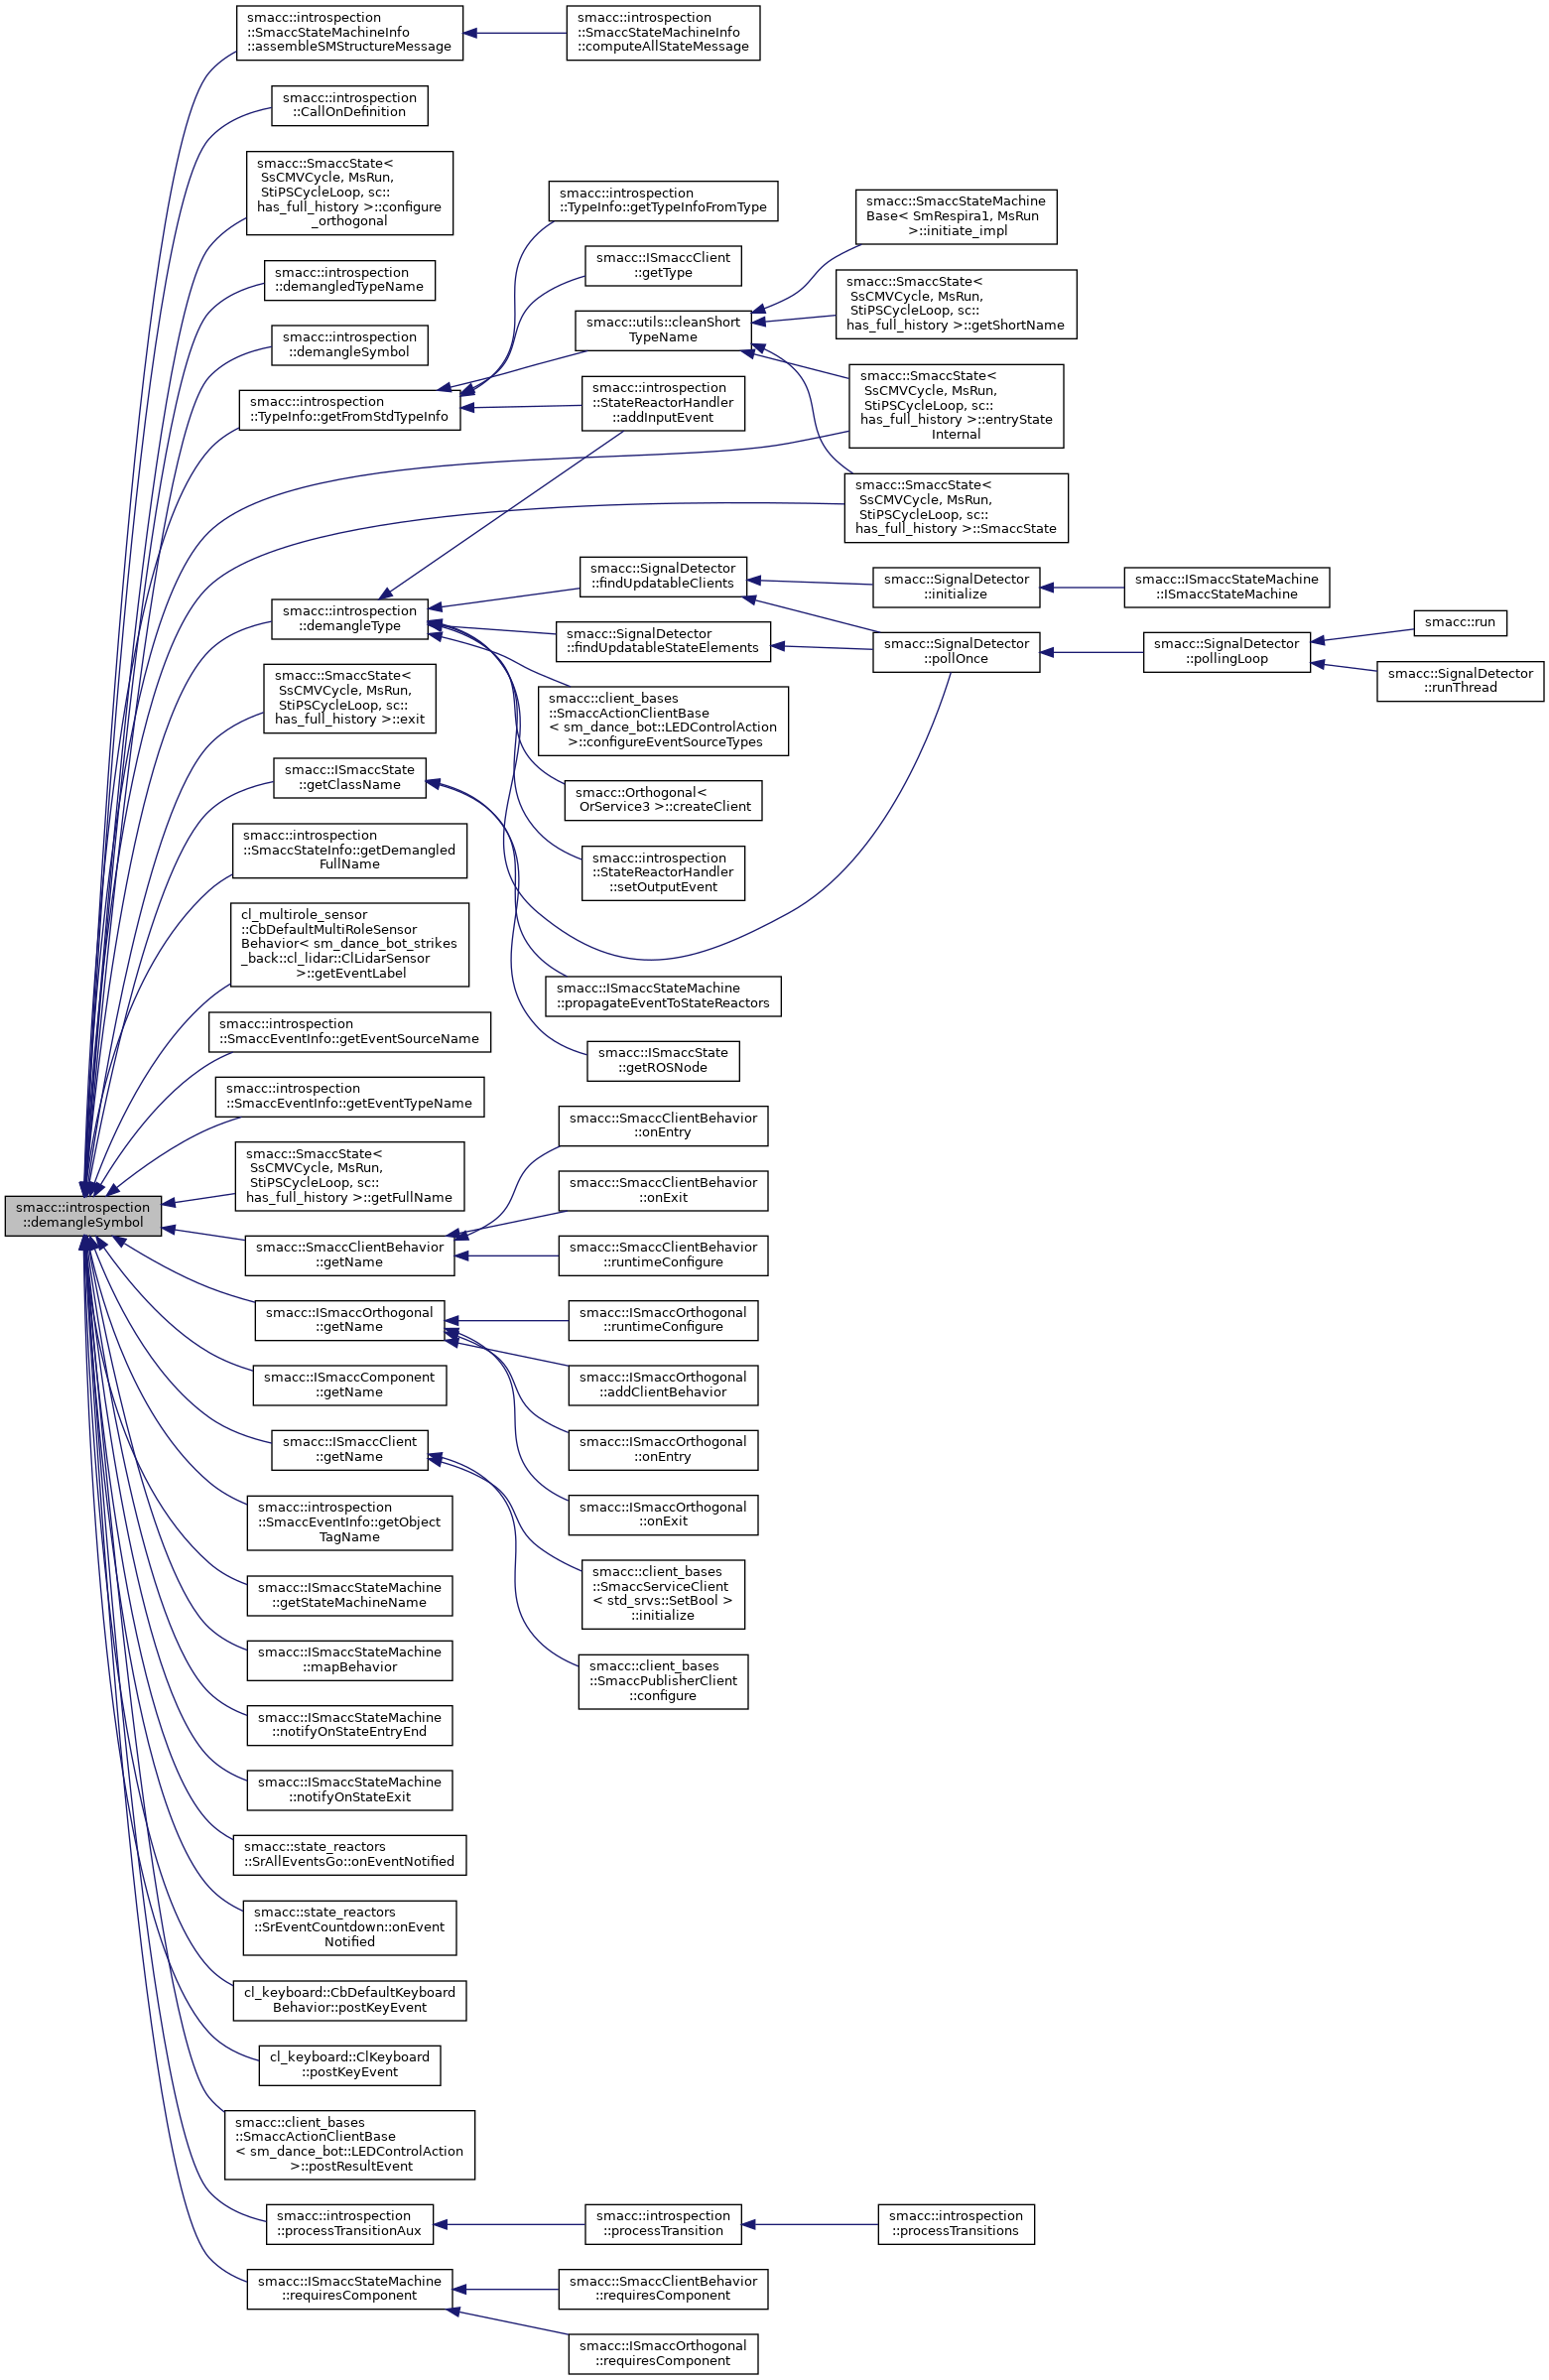 smacc::introspection
::SmaccStateMachineInfo
::assembleSMStructureMessage
smacc::introspection
::SmaccStateMachineInfo
::computeAllStateMessage
smacc::introspection
::CallOnDefinition
smacc::SmaccState<
SsCMVCycle, MsRun,
StiPSCycleLoop, sc::
has_full_history >::configure
_orthogonal
smacc::introspection
::demangledTypeName
smacc::introspection
::demangleSymbol
smacc::introspection
::TypeInfo::getFromStdTypeInfo
smacc::introspection
::TypeInfo::getTypeInfoFromType
smacc::ISmaccClient
::getType
smacc::utils::cleanShort
TypeName
smacc::introspection
::StateReactorHandler
::addInputEvent
smacc::SmaccStateMachine
Base< SmRespira1, MsRun
>::initiate_impl
smacc::SmaccState<
SsCMVCycle, MsRun,
StiPSCycleLoop, sc::
has_full_history >::getShortName
smacc::SmaccState<
SsCMVCycle, MsRun,
StiPSCycleLoop, sc::
has_full_history >::entryState
Internal
smacc::SmaccState<
SsCMVCycle, MsRun,
StiPSCycleLoop, sc::
has_full_history >::SmaccState
smacc::introspection
::demangleType
smacc::SignalDetector
::findUpdatableClients
smacc::SignalDetector
::initialize
smacc::ISmaccStateMachine
::ISmaccStateMachine
smacc::SignalDetector
::findUpdatableStateElements
smacc::SignalDetector
::pollOnce
smacc::SignalDetector
::pollingLoop
smacc::run
smacc::SignalDetector
::runThread
smacc::client_bases
::SmaccActionClientBase
< sm_dance_bot::LEDControlAction
>::configureEventSourceTypes
smacc::Orthogonal<
OrService3 >::createClient
smacc::introspection
::StateReactorHandler
::setOutputEvent
smacc::SmaccState<
SsCMVCycle, MsRun,
StiPSCycleLoop, sc::
has_full_history >::exit
smacc::ISmaccState
::getClassName
smacc::ISmaccStateMachine
::propagateEventToStateReactors
smacc::ISmaccState
::getROSNode
smacc::introspection
::SmaccStateInfo::getDemangled
FullName
cl_multirole_sensor
::CbDefaultMultiRoleSensor
Behavior< sm_dance_bot_strikes
_back::cl_lidar::ClLidarSensor
>::getEventLabel
smacc::introspection
::SmaccEventInfo::getEventSourceName
smacc::introspection
::SmaccEventInfo::getEventTypeName
smacc::SmaccState<
SsCMVCycle, MsRun,
StiPSCycleLoop, sc::
has_full_history >::getFullName
smacc::introspection
::demangleSymbol
smacc::SmaccClientBehavior
::getName
smacc::SmaccClientBehavior
::onEntry
smacc::SmaccClientBehavior
::onExit
smacc::SmaccClientBehavior
::runtimeConfigure
smacc::ISmaccOrthogonal
::getName
smacc::ISmaccOrthogonal
::runtimeConfigure
smacc::ISmaccOrthogonal
::addClientBehavior
smacc::ISmaccOrthogonal
::onEntry
smacc::ISmaccOrthogonal
::onExit
smacc::ISmaccComponent
::getName
smacc::ISmaccClient
::getName
smacc::client_bases
::SmaccServiceClient
< std_srvs::SetBool >
::initialize
smacc::client_bases
::SmaccPublisherClient
::configure
smacc::introspection
::SmaccEventInfo::getObject
TagName
smacc::ISmaccStateMachine
::getStateMachineName
smacc::ISmaccStateMachine
::mapBehavior
smacc::ISmaccStateMachine
::notifyOnStateEntryEnd
smacc::ISmaccStateMachine
::notifyOnStateExit
smacc::state_reactors
::SrAllEventsGo::onEventNotified
smacc::state_reactors
::SrEventCountdown::onEvent
Notified
cl_keyboard::CbDefaultKeyboard
Behavior::postKeyEvent
cl_keyboard::ClKeyboard
::postKeyEvent
smacc::client_bases
::SmaccActionClientBase
< sm_dance_bot::LEDControlAction
>::postResultEvent
smacc::introspection
::processTransitionAux
smacc::introspection
::processTransition
smacc::introspection
::processTransitions
smacc::ISmaccStateMachine
::requiresComponent
smacc::SmaccClientBehavior
::requiresComponent
smacc::ISmaccOrthogonal
::requiresComponent